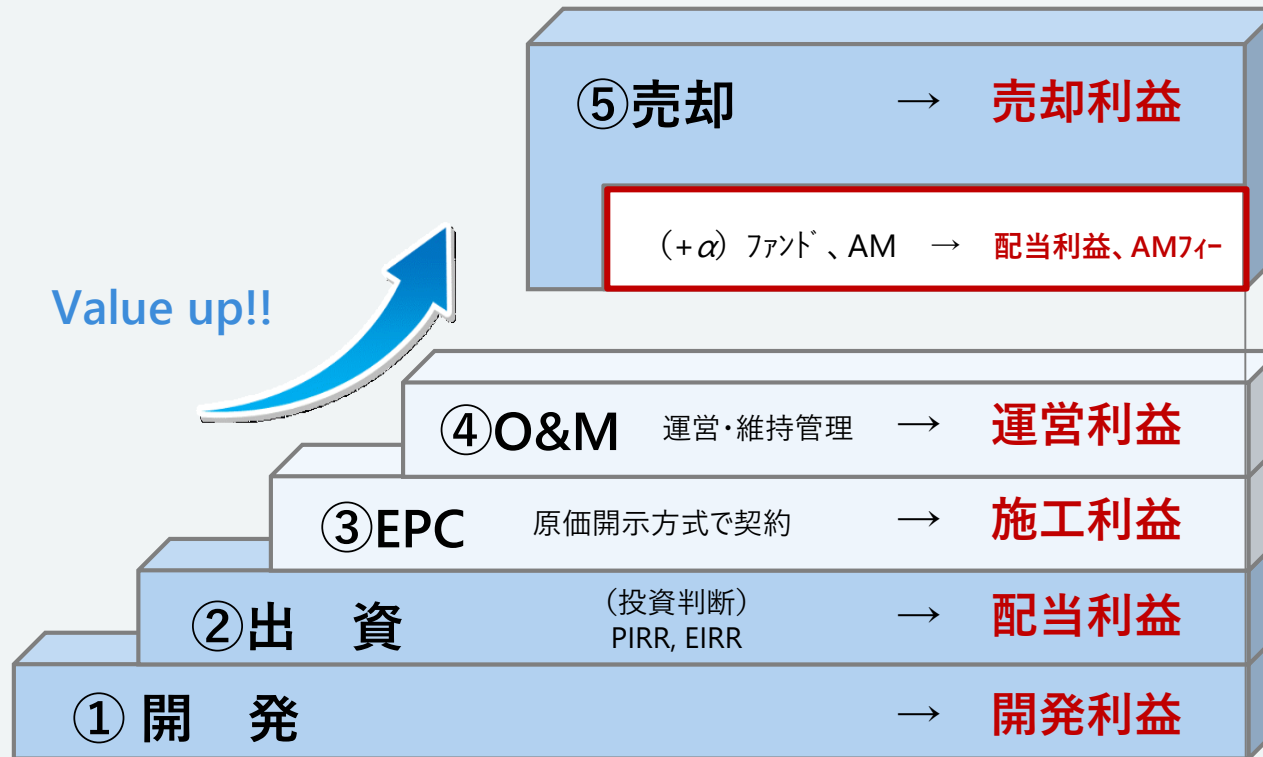 ⑤売却 → 売却利益
(+α) ファンド、AM → 配当利益、AMフィー
Value up!!
④O&M 運営・維持管理 → 運営利益
③EPC 原価開示方式で契約 → 施工利益
②出 資 (投資判断) PIRR, EIRR → 配当利益
①開 発 → 開発利益